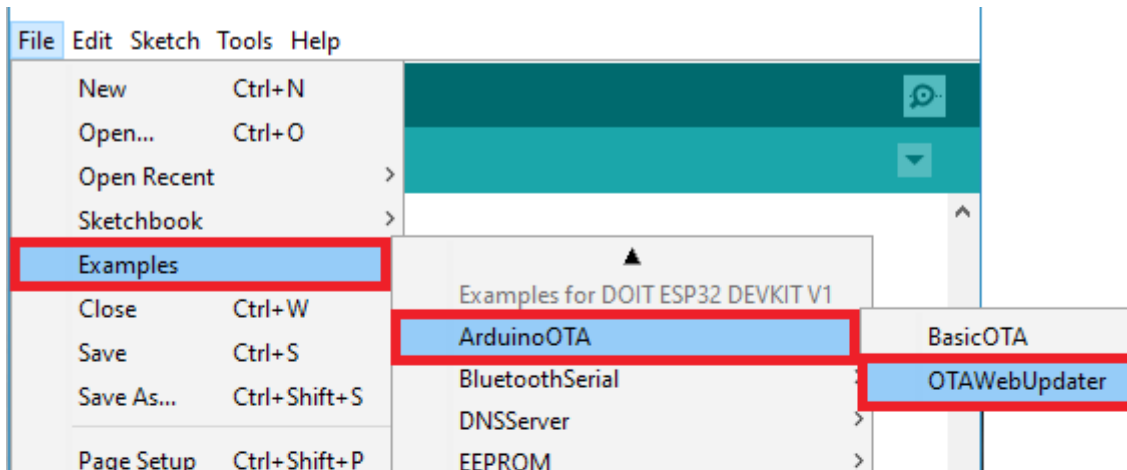 File Edit Sketch Tools Help
New Ctrl+N
Open... Ctrl+O
Open Recent
Sketchbook
Examples
Close Ctrl+W
Save Ctrl+S
Save As... Ctrl+Shift+S
Page Setup Ctrl+Shift+P
Examples for DOIT ESP32 DEVKIT V1
ArduinoOTA
BluetoothSerial
DNSServer
EEPROM
BasicOTA
OTAWebUpdater